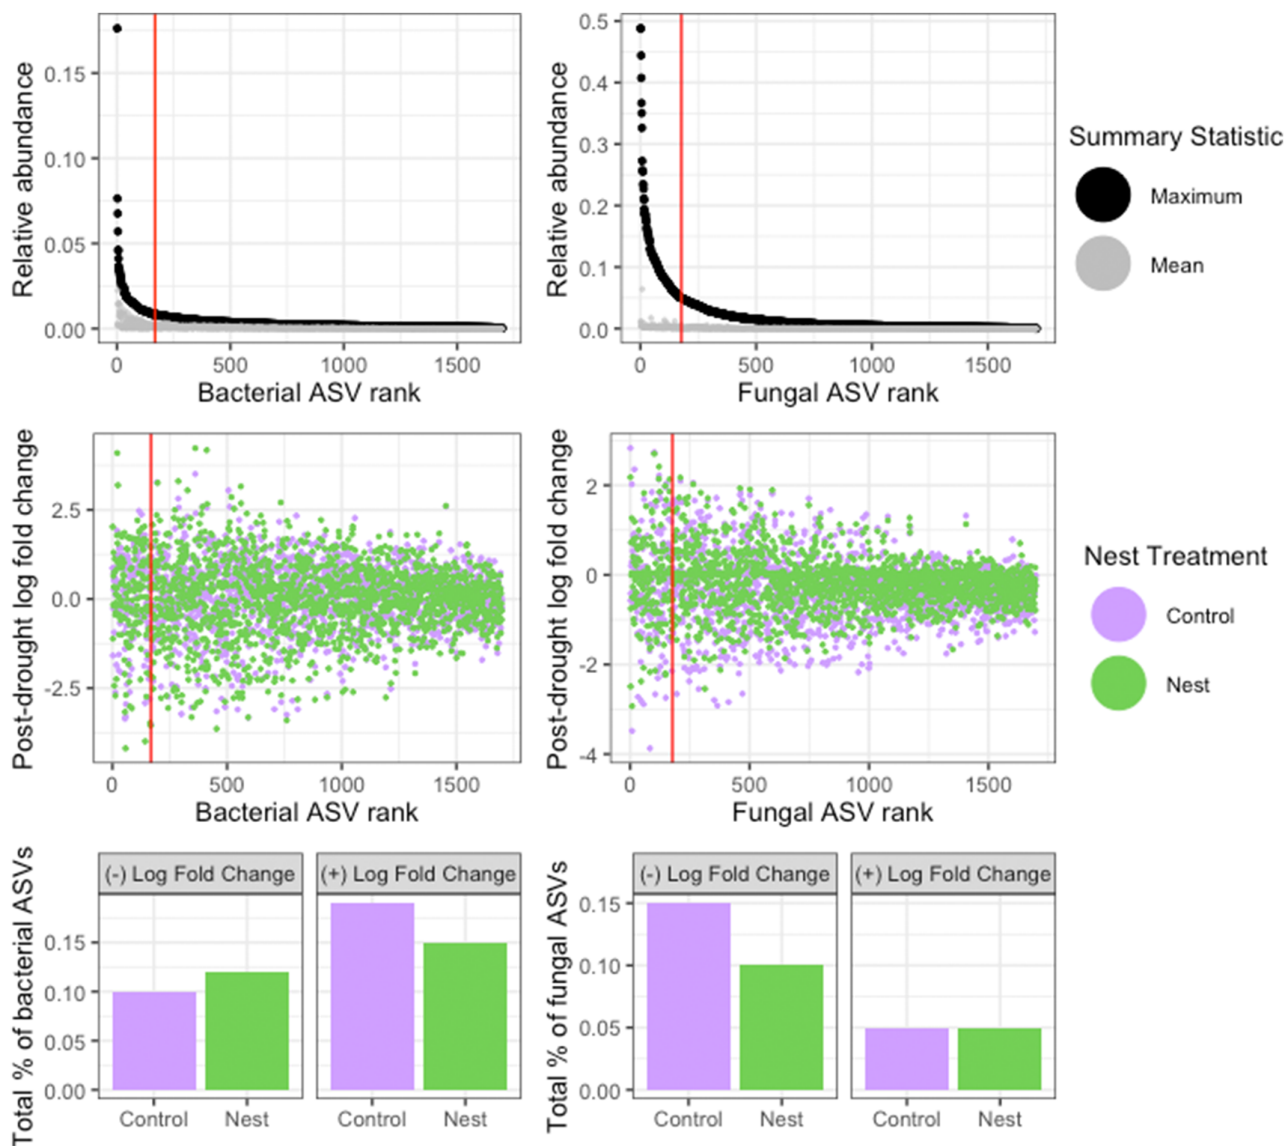 Relative abundance
0.15
0.10
0.05
0.00
0 500 1000 1500
Bacterial ASV rank
Relative abundance
0.5
0.4
0.3
0.2
0.1
0.0
0 500 1000 1500
Fungal ASV rank
Summary Statistic
Maximum
Mean
Post-drought log fold change
2.5
0.0
-2.5
0 500 1000 1500
Bacterial ASV rank
Post-drought log fold change
2
0
-2
-4
0 500 1000 1500
Fungal ASV rank
Nest Treatment
Control
Nest
Total % of bacterial ASVs
(-) Log Fold Change (+) Log Fold Change
0.15
0.10
0.05
0.00
Control Nest Control Nest
Total % of fungal ASVs
(-) Log Fold Change (+) Log Fold Change
0.15
0.10
0.05
0.00
Control Nest Control Nest